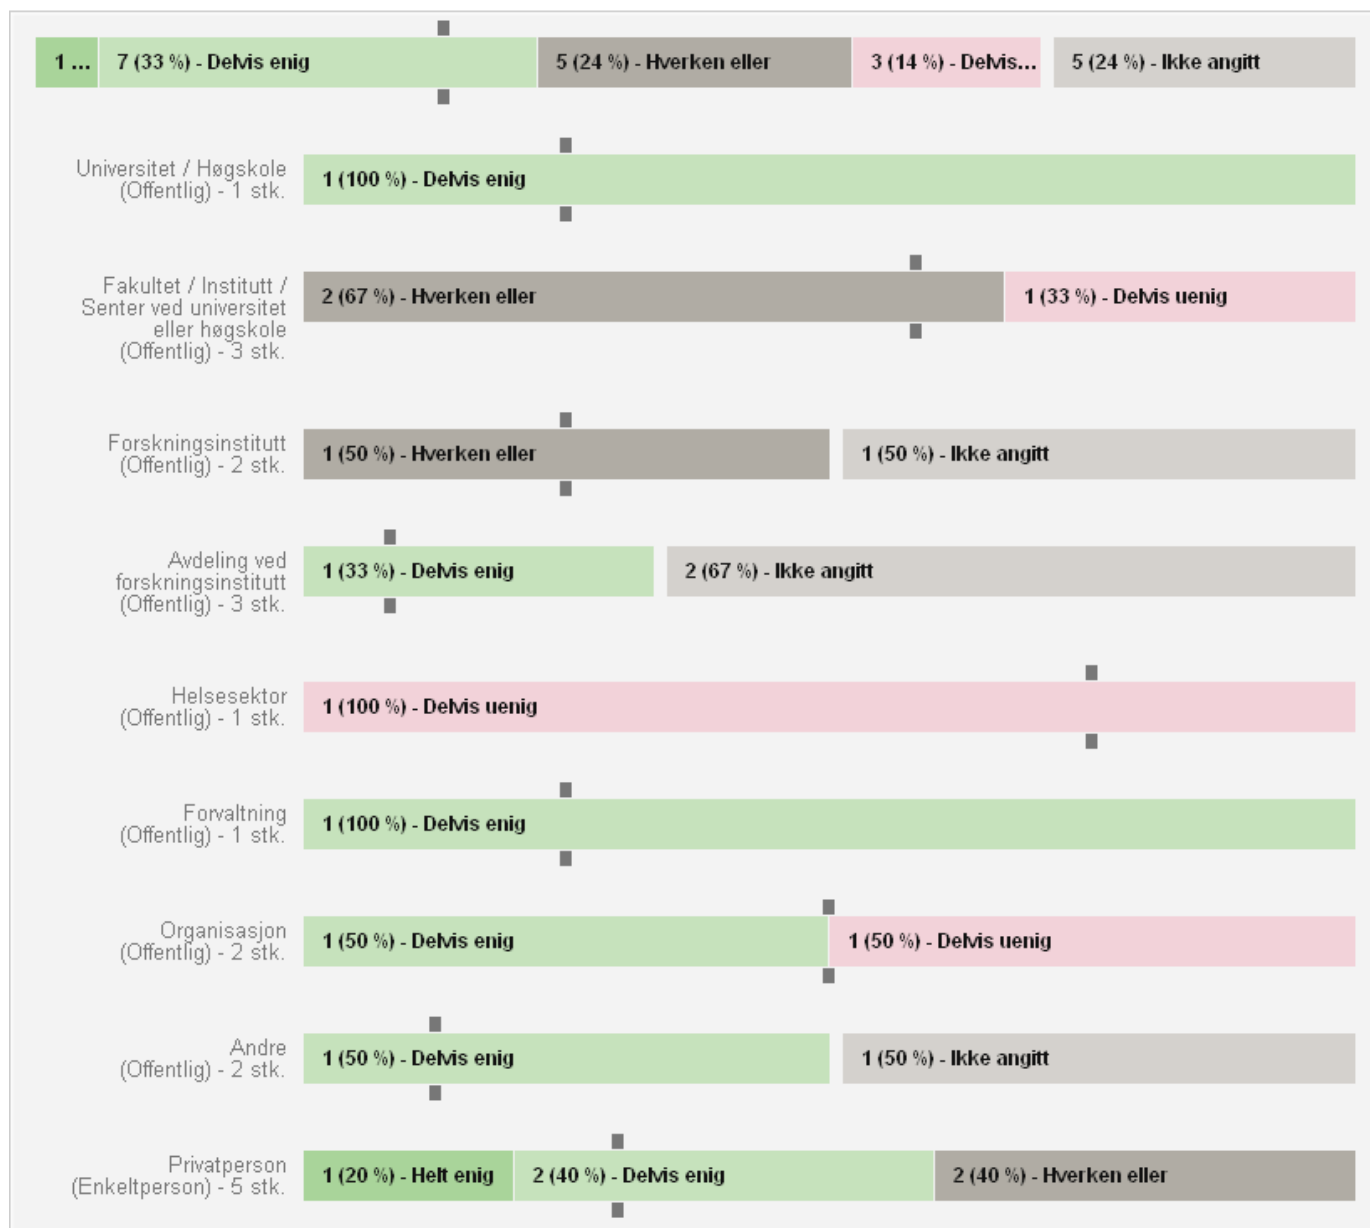 1 ...
7 (33 %) - Delvis enig
5 (24 %) - Hverken eller
3 (14 %) - Delvis...
5 (24 %) - Ikke angitt
Universitet / Høgskole
(Offentlig) - 1 stk.
1 (100 %) - Delvis enig
Fakultet / Institutt /
Senter ved universitet
eller høgskole
(Offentlig) - 3 stk.
2 (67 %) - Hverken eller
1 (33 %) - Delvis uenig
Forskningsinstitutt
(Offentlig) - 2 stk.
1 (50 %) - Hverken eller
1 (50 %) - Ikke angitt
Avdeling ved
forskningsinstitutt
(Offentlig) - 3 stk.
1 (33 %) - Delvis enig
2 (67 %) - Ikke angitt
Helsesektor
(Offentlig) - 1 stk.
1 (100 %) - Delvis uenig
Forvaltning
(Offentlig) - 1 stk.
1 (100 %) - Delvis enig
Organisasjon
(Offentlig) - 2 stk.
1 (50 %) - Delvis enig
1 (50 %) - Delvis uenig
Andre
(Offentlig) - 2 stk.
1 (50 %) - Delvis enig
1 (50 %) - Ikke angitt
Privatperson
(Enkeltperson) - 5 stk.
1 (20 %) - Helt enig
2 (40 %) - Delvis enig
2 (40 %) - Hverken eller